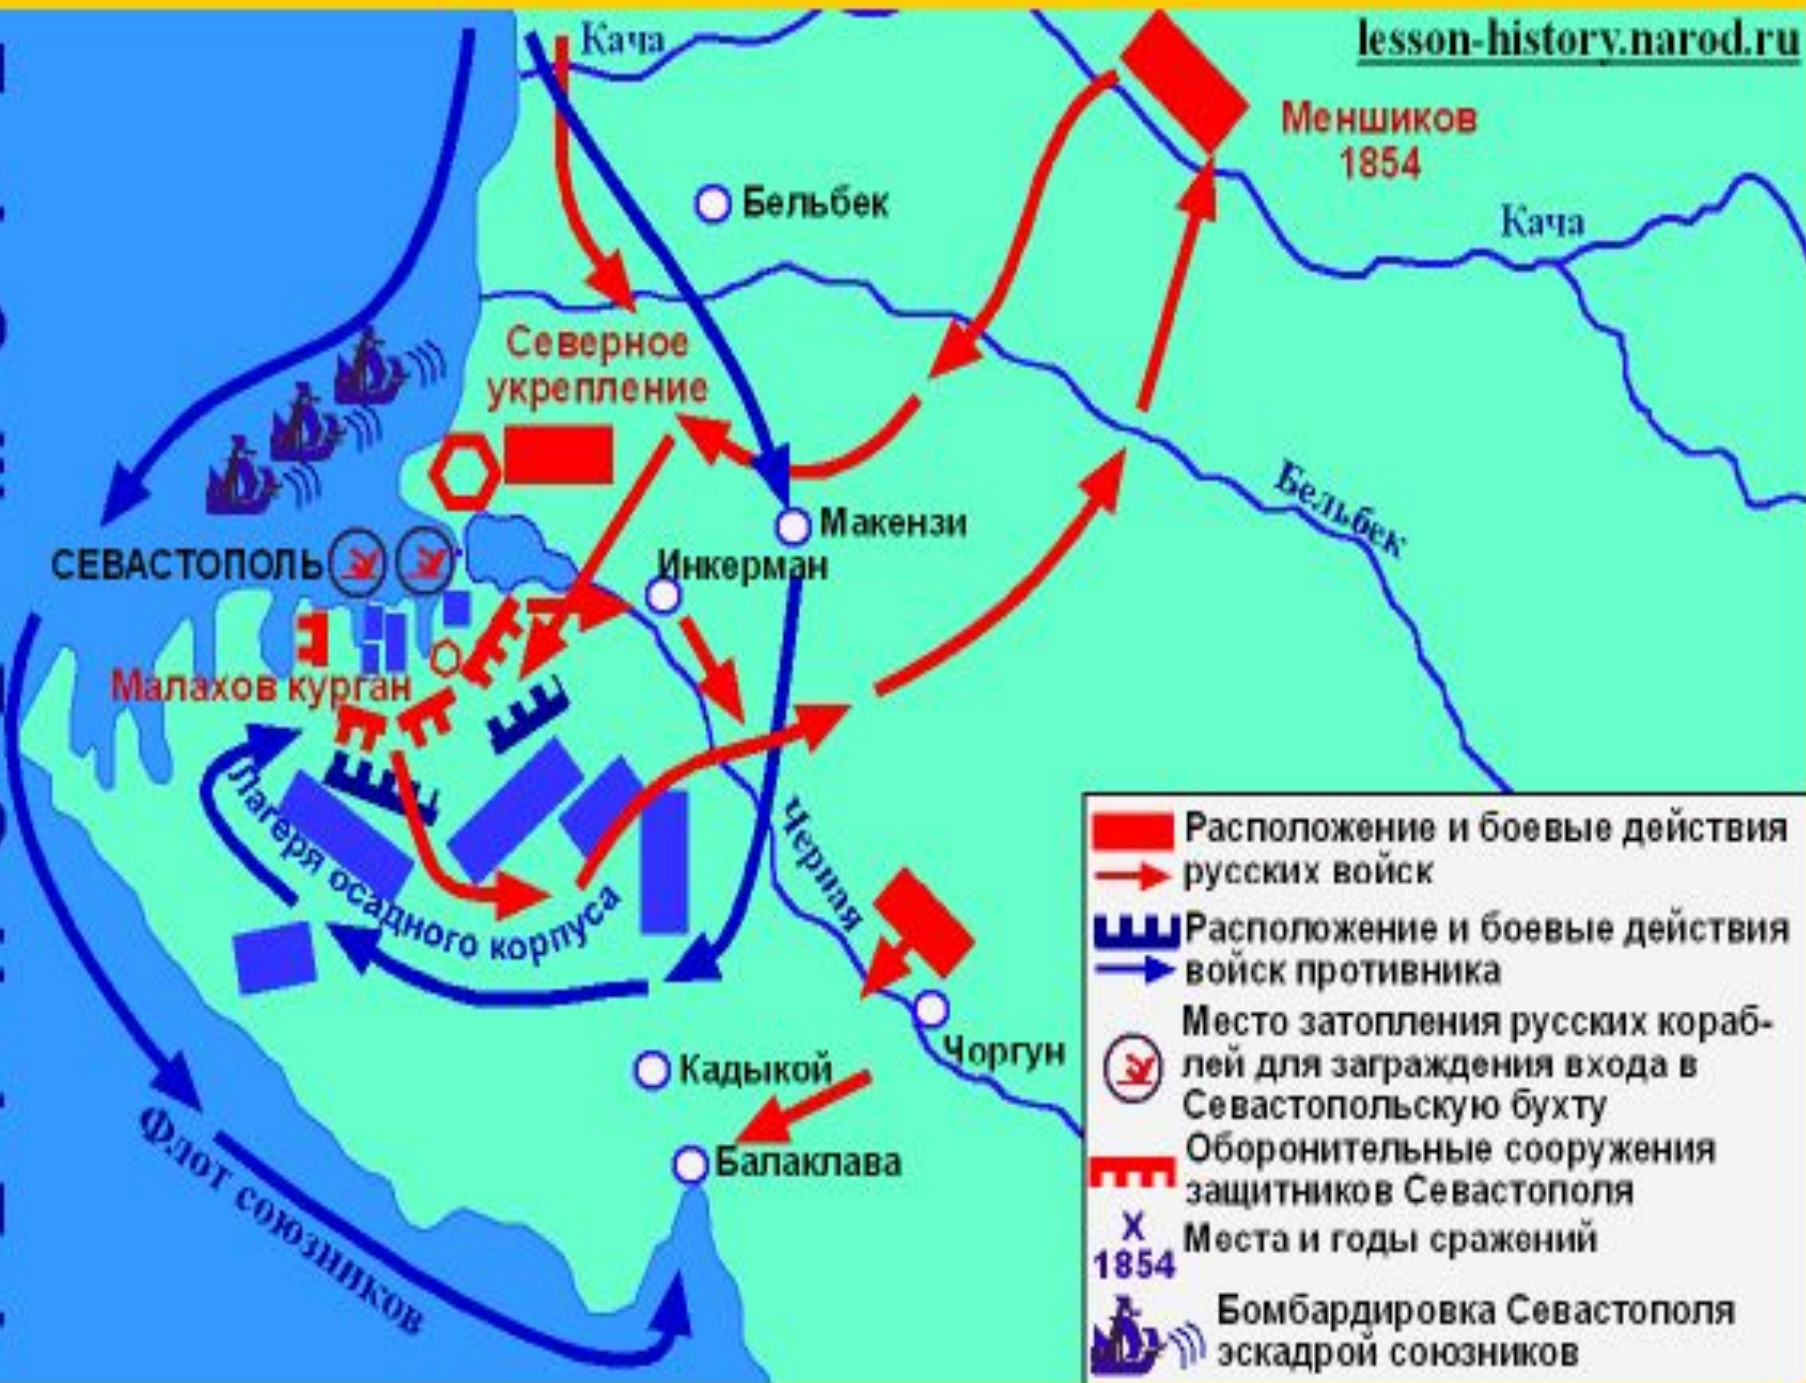 lesson-history.narod.ru
Кача
Меншиков
1854
Бельбек
Кача
Северное
укрепление
Бельбек
Макензи
СЕВАСТОПОЛЬ
Инкерман
Малахов курган
Лагеря осадного корпуса
Черная
Чоргун
Кадыкой
Балаклава
Флот союзников
Расположение и боевые действия
русских войск
Расположение и боевые действия
войск противника
Место затопления русских кораб-
лей для заграждения входа в
Севастопольскую бухту
Оборонительные сооружения
защитников Севастополя
X
1854
Места и годы сражений
Бомбардировка Севастополя
эскадрой союзников